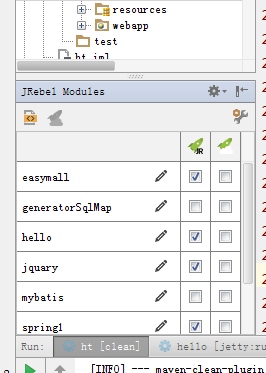 resources
webapp
test
ht.iml
JRebel Modules
JR
easymall
generatorSqlMap
hello
jquary
mybatis
spring1
Run: ht [clean] hello [jetty:ru
[INFO] --- maven-clean-plugin